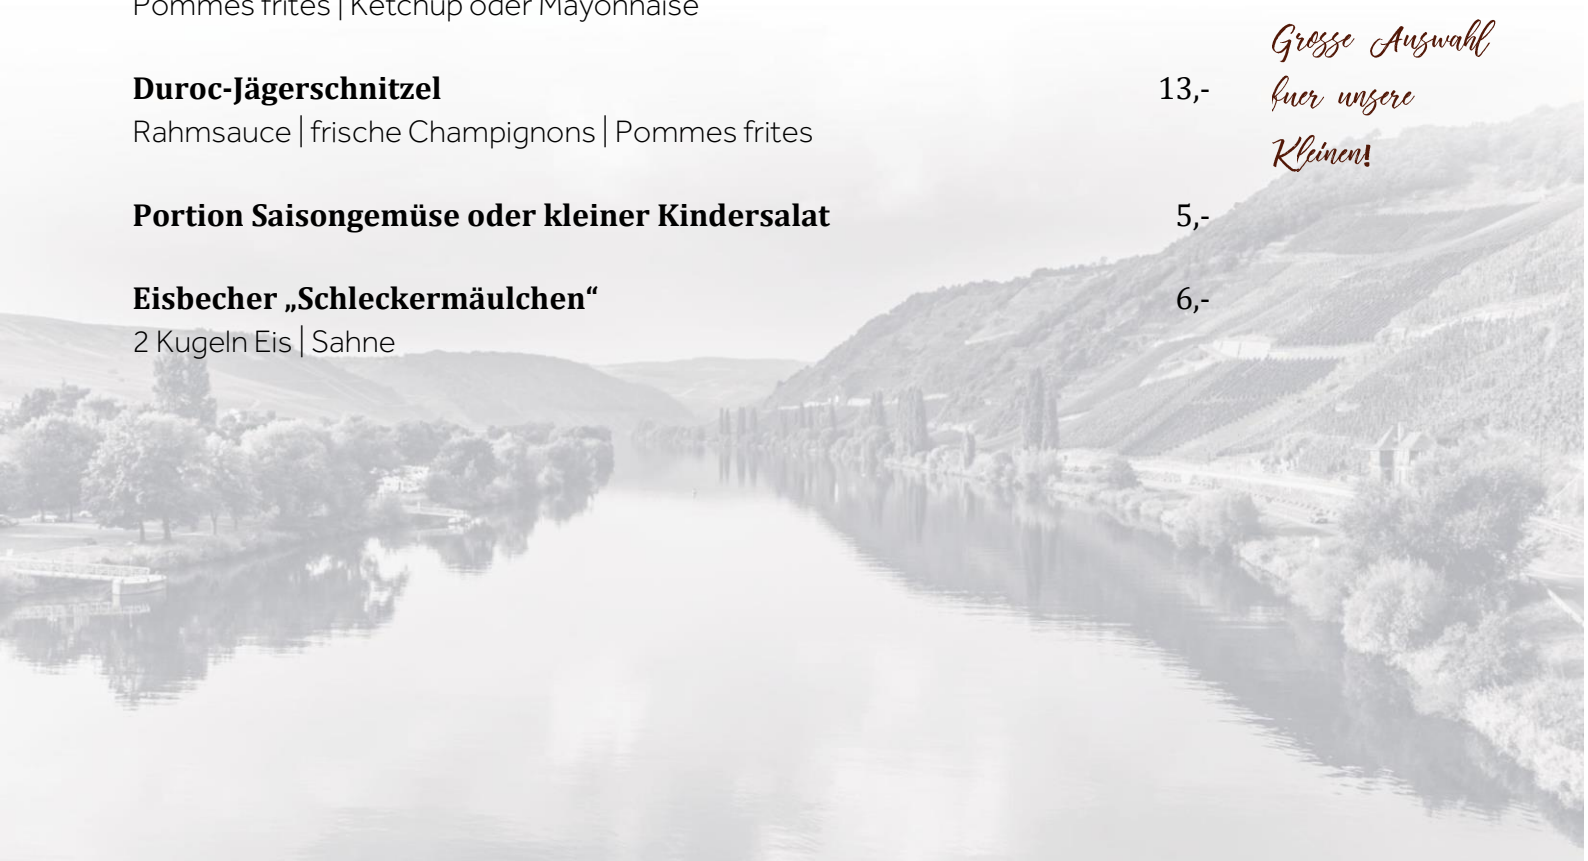 Pommes frites | Ketchup oder Mayonnaise
Duroc-Jägerschnitzel 13,-
Rahmsauce | frische Champignons | Pommes frites
Portion Saisongemüse oder kleiner Kindersalat 5,-
Eisbecher „Schleckermäulchen“ 6,-
2 Kugeln Eis | Sahne
Grosse Auswahl
fuer unsere
Kleinen!